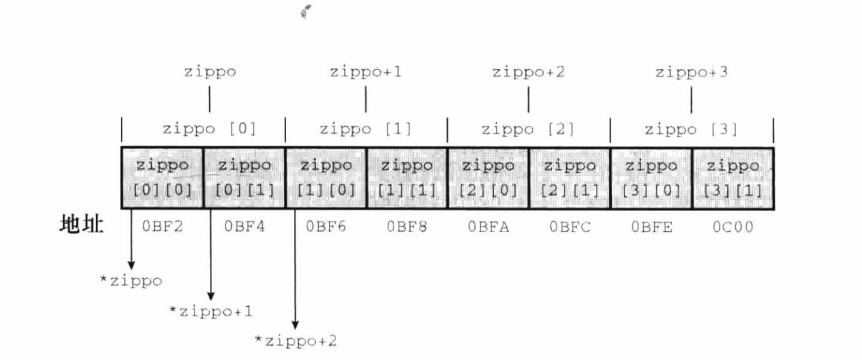 zippo zippo+1 zippo+2 zippo+3
zippo [0] zippo [1] zippo [2] zippo [3]
zippo zippo zippo zippo zippo zippo zippo zippo
[0][0] [0][1] [1][0] [1][1] [2][0] [2][1] [3][0] [3][1]
地址 0BF2 0BF4 0BF6 0BF8 0BFA 0BFC 0BFE 0C00
*zippo
*zippo+1
*zippo+2